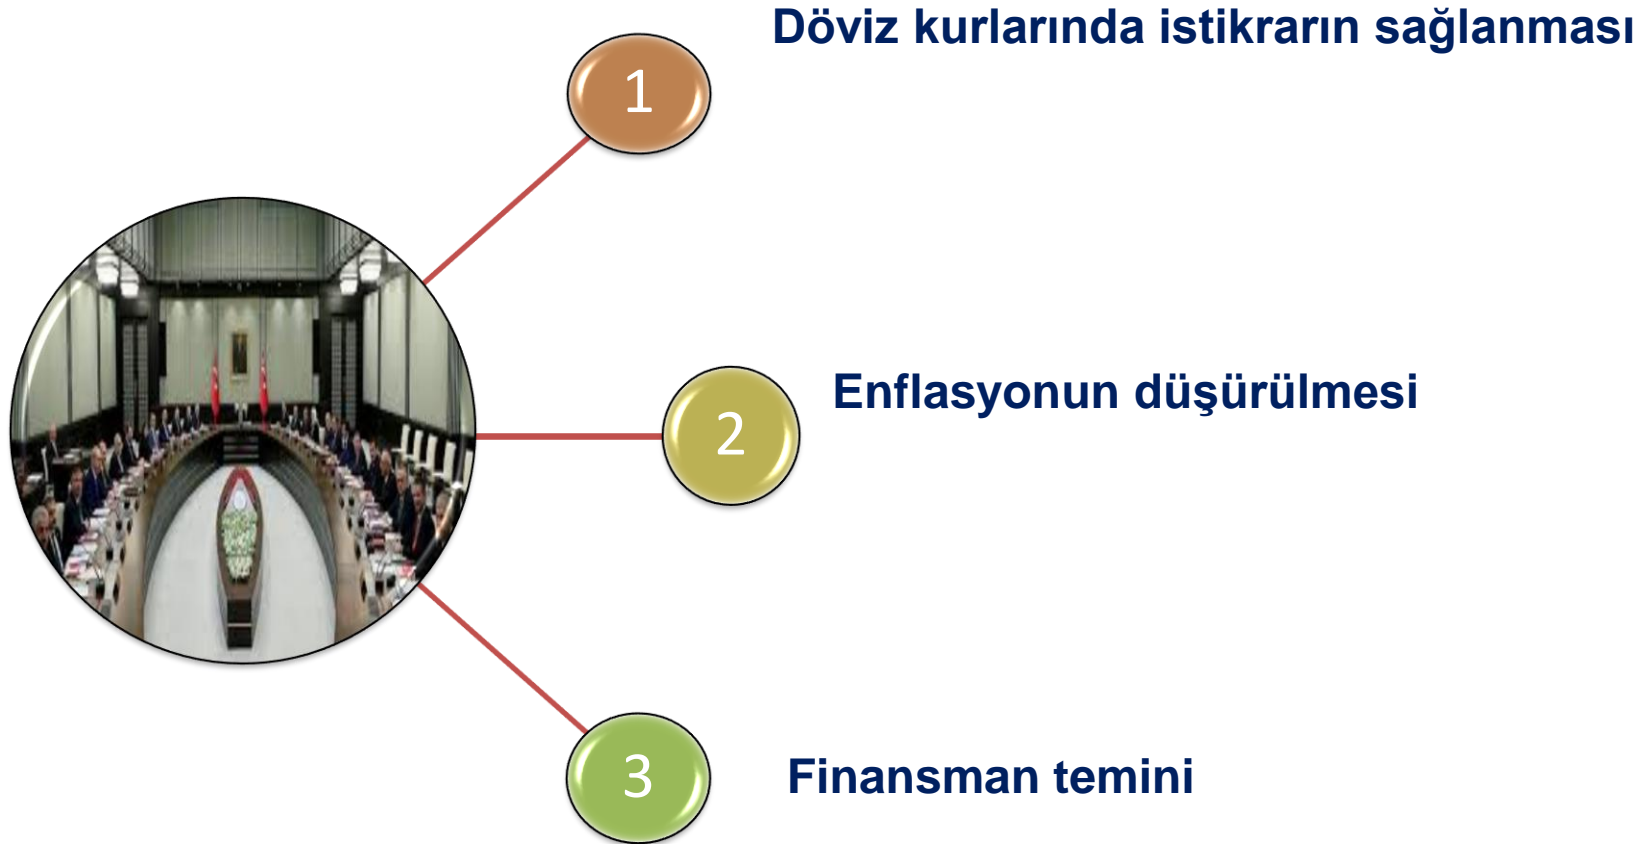 Döviz kurlarında istikrarın sağlanması
1
Enflasyonun düşürülmesi
2
Finansman temini
3